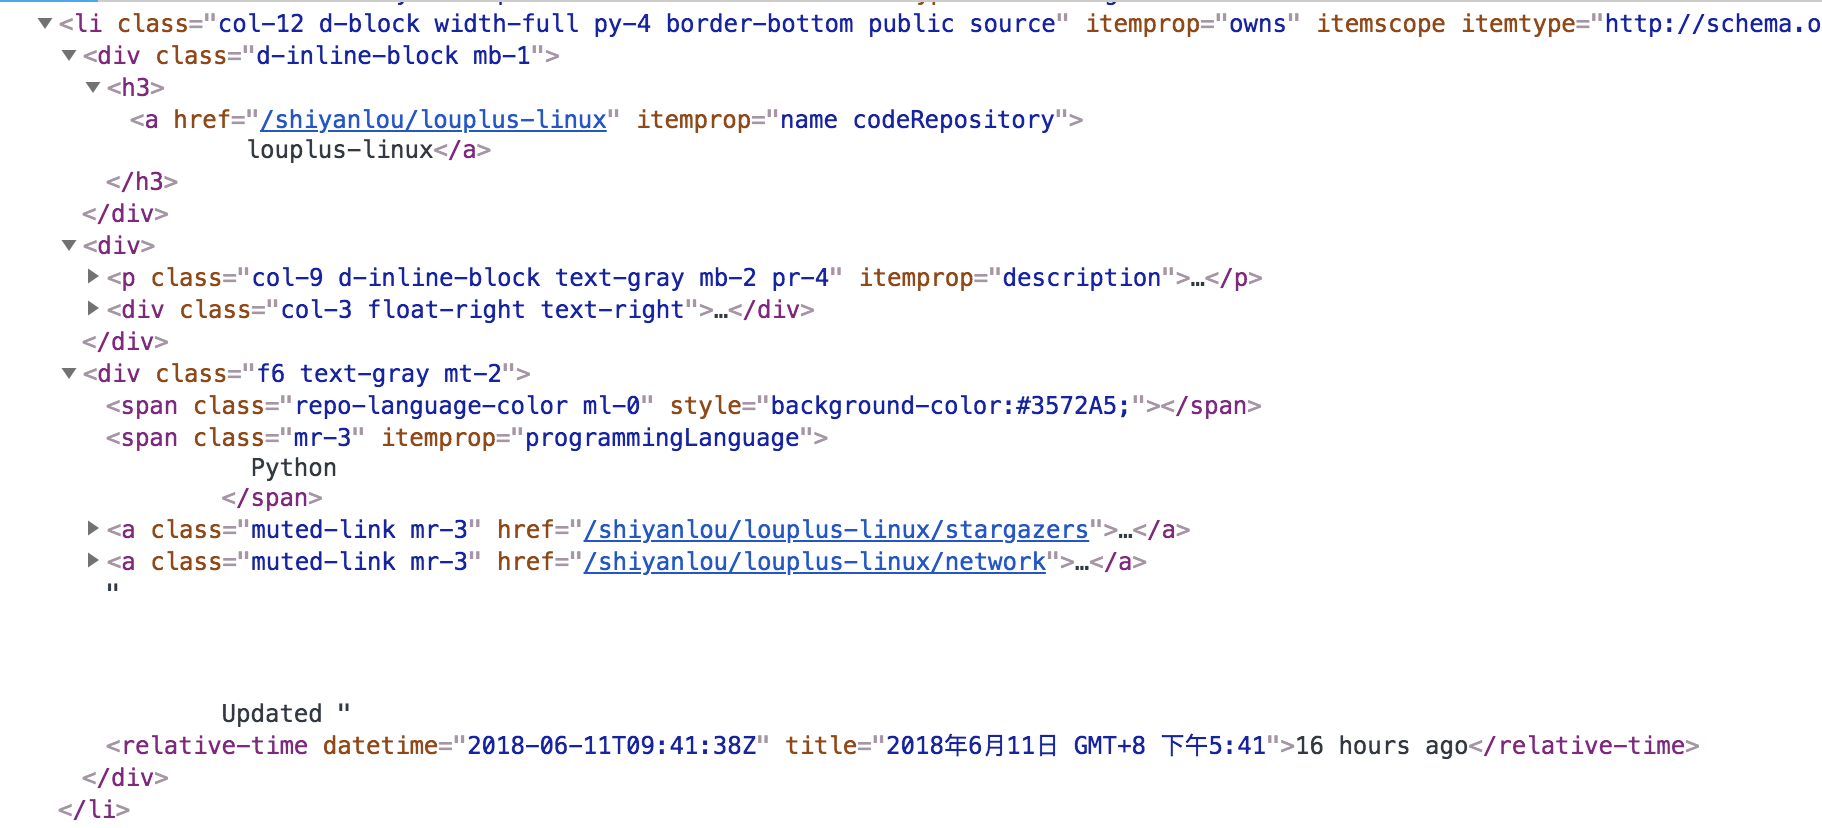 <li class="col-12 d-block width-full py-4 border-bottom public source" itemprop="owns" itemscope itemtype="http://schema.o
<div class="d-inline-block mb-1">
<h3>
<a href="/shiyanlou/louplus-linux" itemprop="name codeRepository">
louplus-linux</a>
</h3>
</div>
<div>
<p class="col-9 d-inline-block text-gray mb-2 pr-4" itemprop="description">…</p>
<div class="col-3 float-right text-right">…</div>
</div>
<div class="f6 text-gray mt-2">
<span class="repo-language-color ml-0" style="background-color:#3572A5;"></span>
<span class="mr-3" itemprop="programmingLanguage">
Python
</span>
<a class="muted-link mr-3" href="/shiyanlou/louplus-linux/stargazers">…</a>
<a class="muted-link mr-3" href="/shiyanlou/louplus-linux/network">…</a>
"
Updated "
<relative-time datetime="2018-06-11T09:41:38Z" title="2018年6月11日 GMT+8 下午5:41">16 hours ago</relative-time>
</div>
</li>